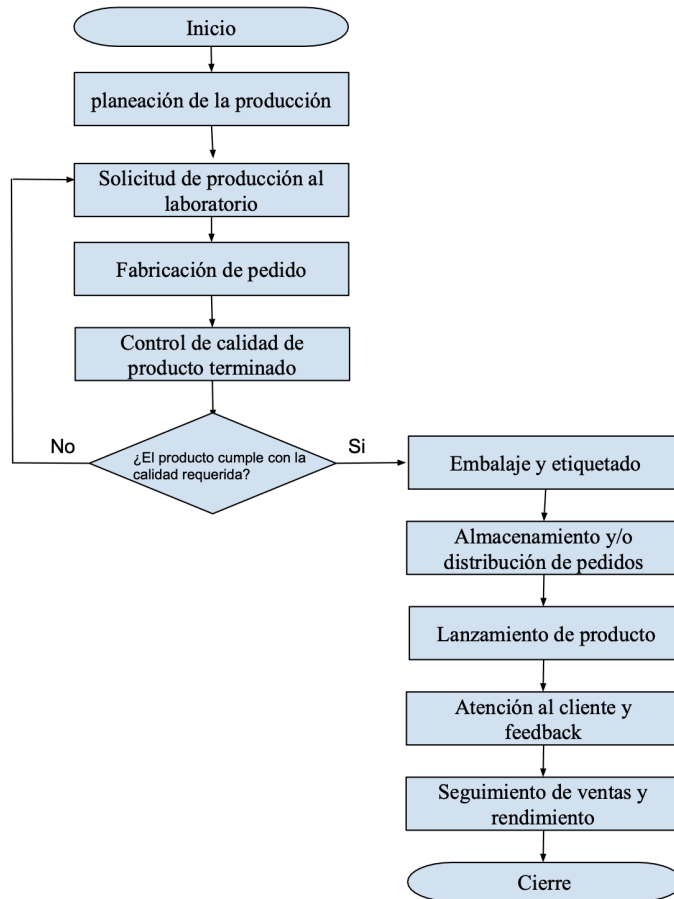 Inicio
planeación de la producción
Solicitud de producción al
laboratorio
Fabricación de pedido
Control de calidad de
producto terminado
¿El producto cumple con la
calidad requerida?
No
Si
Embalaje y etiquetado
Almacenamiento y/o
distribución de pedidos
Lanzamiento de producto
Atención al cliente y
feedback
Seguimiento de ventas y
rendimiento
Cierre